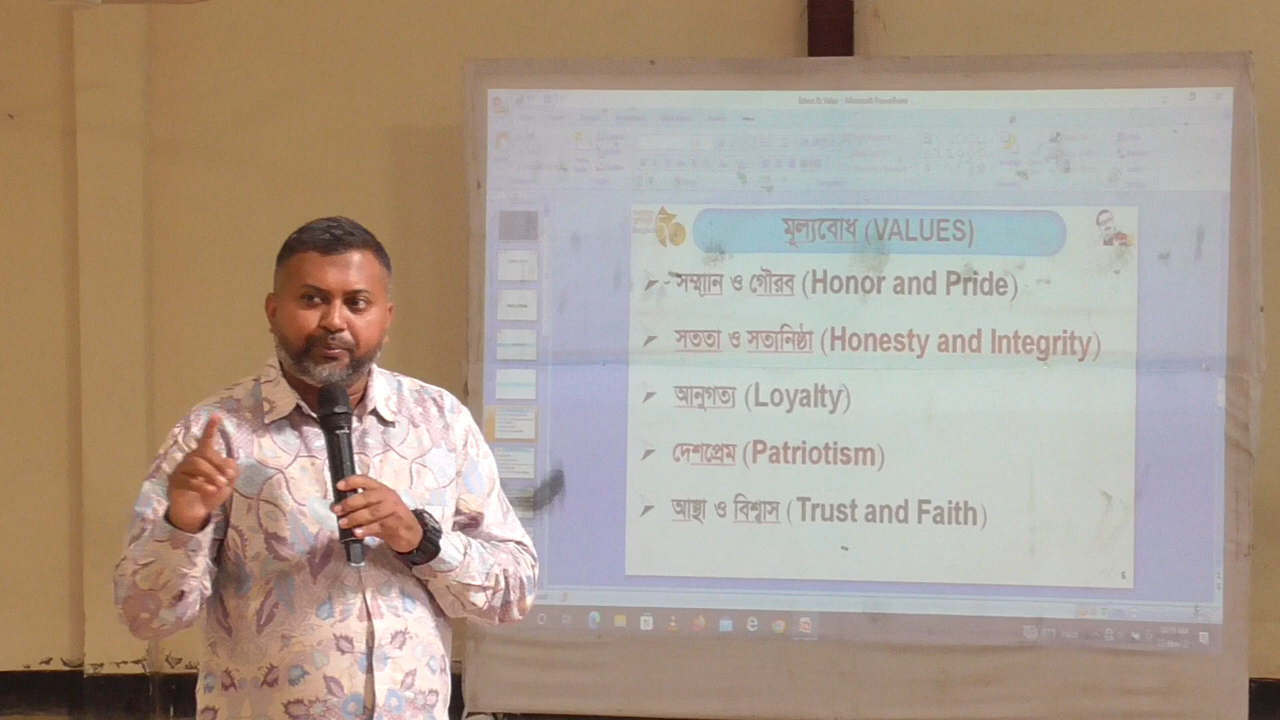 মূল্যবোধ (VALUES)
➢ সম্মান ও গৌরব (Honor and Pride)
➢ সততা ও সত্যনিষ্ঠা (Honesty and Integrity)
➢ আনুগত্য (Loyalty)
➢ দেশপ্রেম (Patriotism)
➢ আস্থা ও বিশ্বাস (Trust and Faith)
6